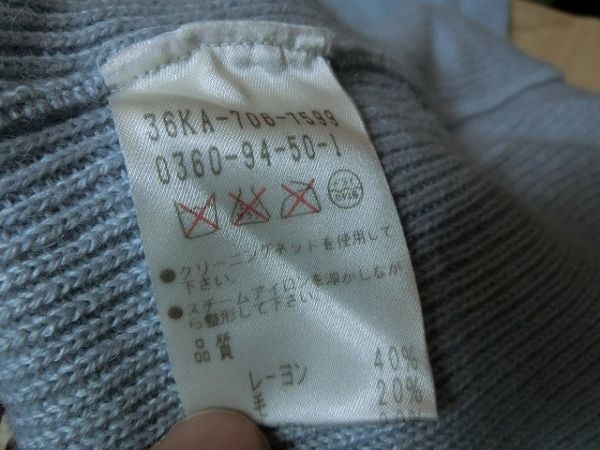 36KA-706-7599
0360-94-50-1
●クリーニングネットを使用して
下さい。
●スチームアイロンを浮かしなが
ら整形して下さい。
品質
レーヨン 40%
毛 20%